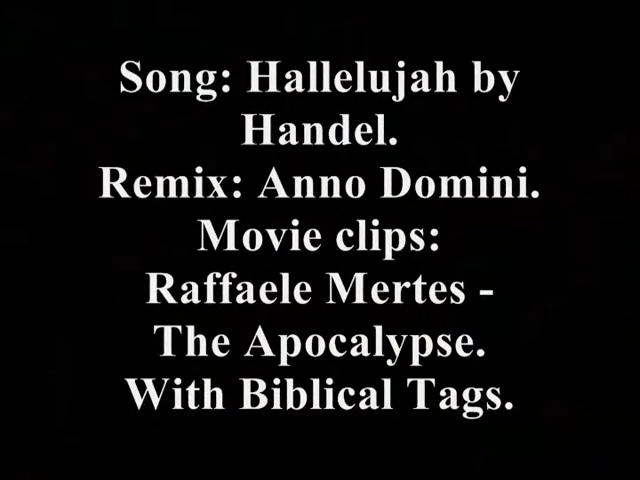 Song: Hallelujah by
Handel.
Remix: Anno Domini.
Movie clips:
Raffaele Mertes -
The Apocalypse.
With Biblical Tags.